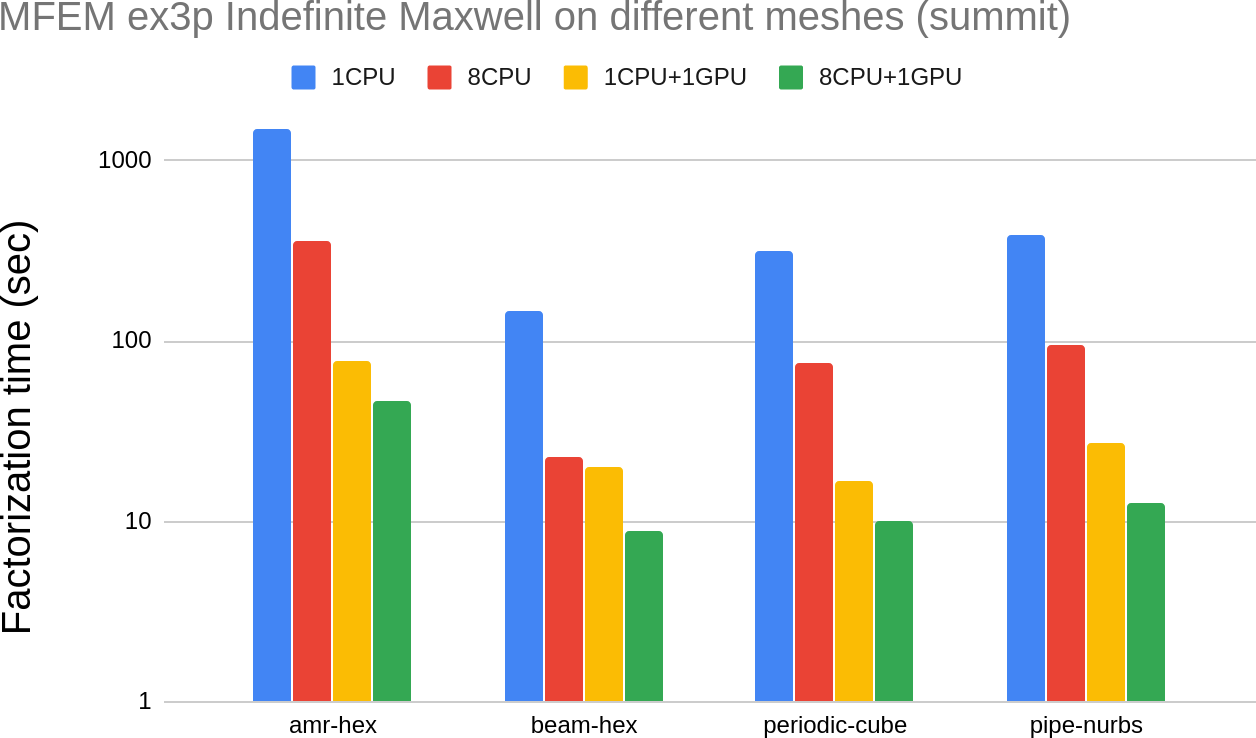 MFEM ex3p Indefinite Maxwell on different meshes (summit)
1CPU 8CPU 1CPU+1GPU 8CPU+1GPU
Factorization time (sec)
1000
100
10
1
amr-hex beam-hex periodic-cube pipe-nurbs